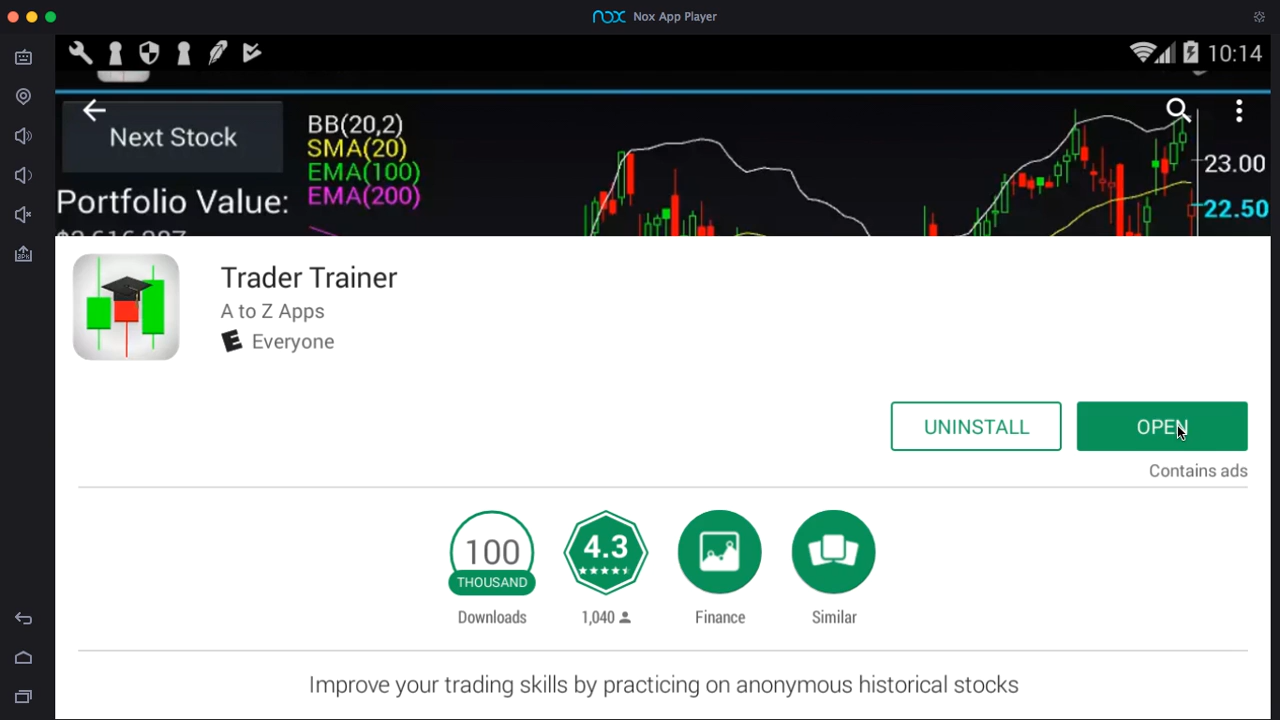 nox Nox App Player
10:14
Next Stock
BB(20,2)
SMA(20)
EMA(100)
EMA(200)
23.00
22.50
Portfolio Value:
Trader Trainer
A to Z Apps
E Everyone
UNINSTALL
OPEN
Contains ads
100
THOUSAND
Downloads
4.3
1,040
Finance
Similar
Improve your trading skills by practicing on anonymous historical stocks